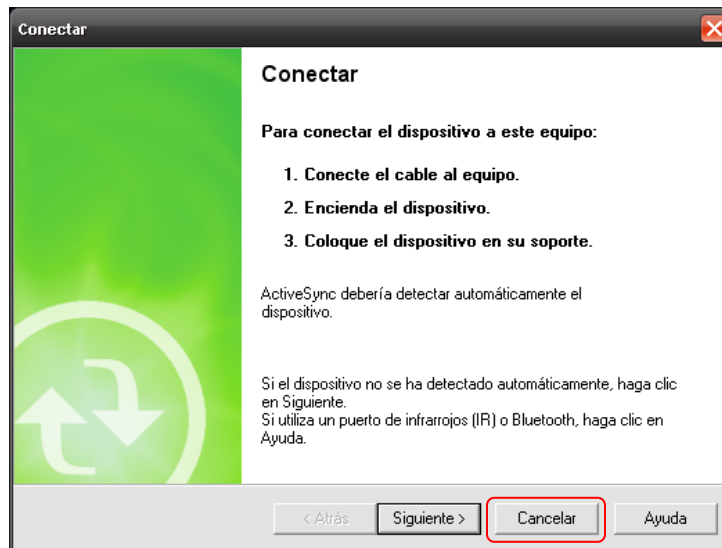 Conectar
Conectar
Para conectar el dispositivo a este equipo:
1. Conecte el cable al equipo.
2. Encienda el dispositivo.
3. Coloque el dispositivo en su soporte.
ActiveSync debería detectar automáticamente el
dispositivo.
Si el dispositivo no se ha detectado automáticamente, haga clic
en Siguiente.
Si utiliza un puerto de infrarrojos (IR) o Bluetooth, haga clic en
Ayuda.
< Atrás Siguiente > Cancelar Ayuda